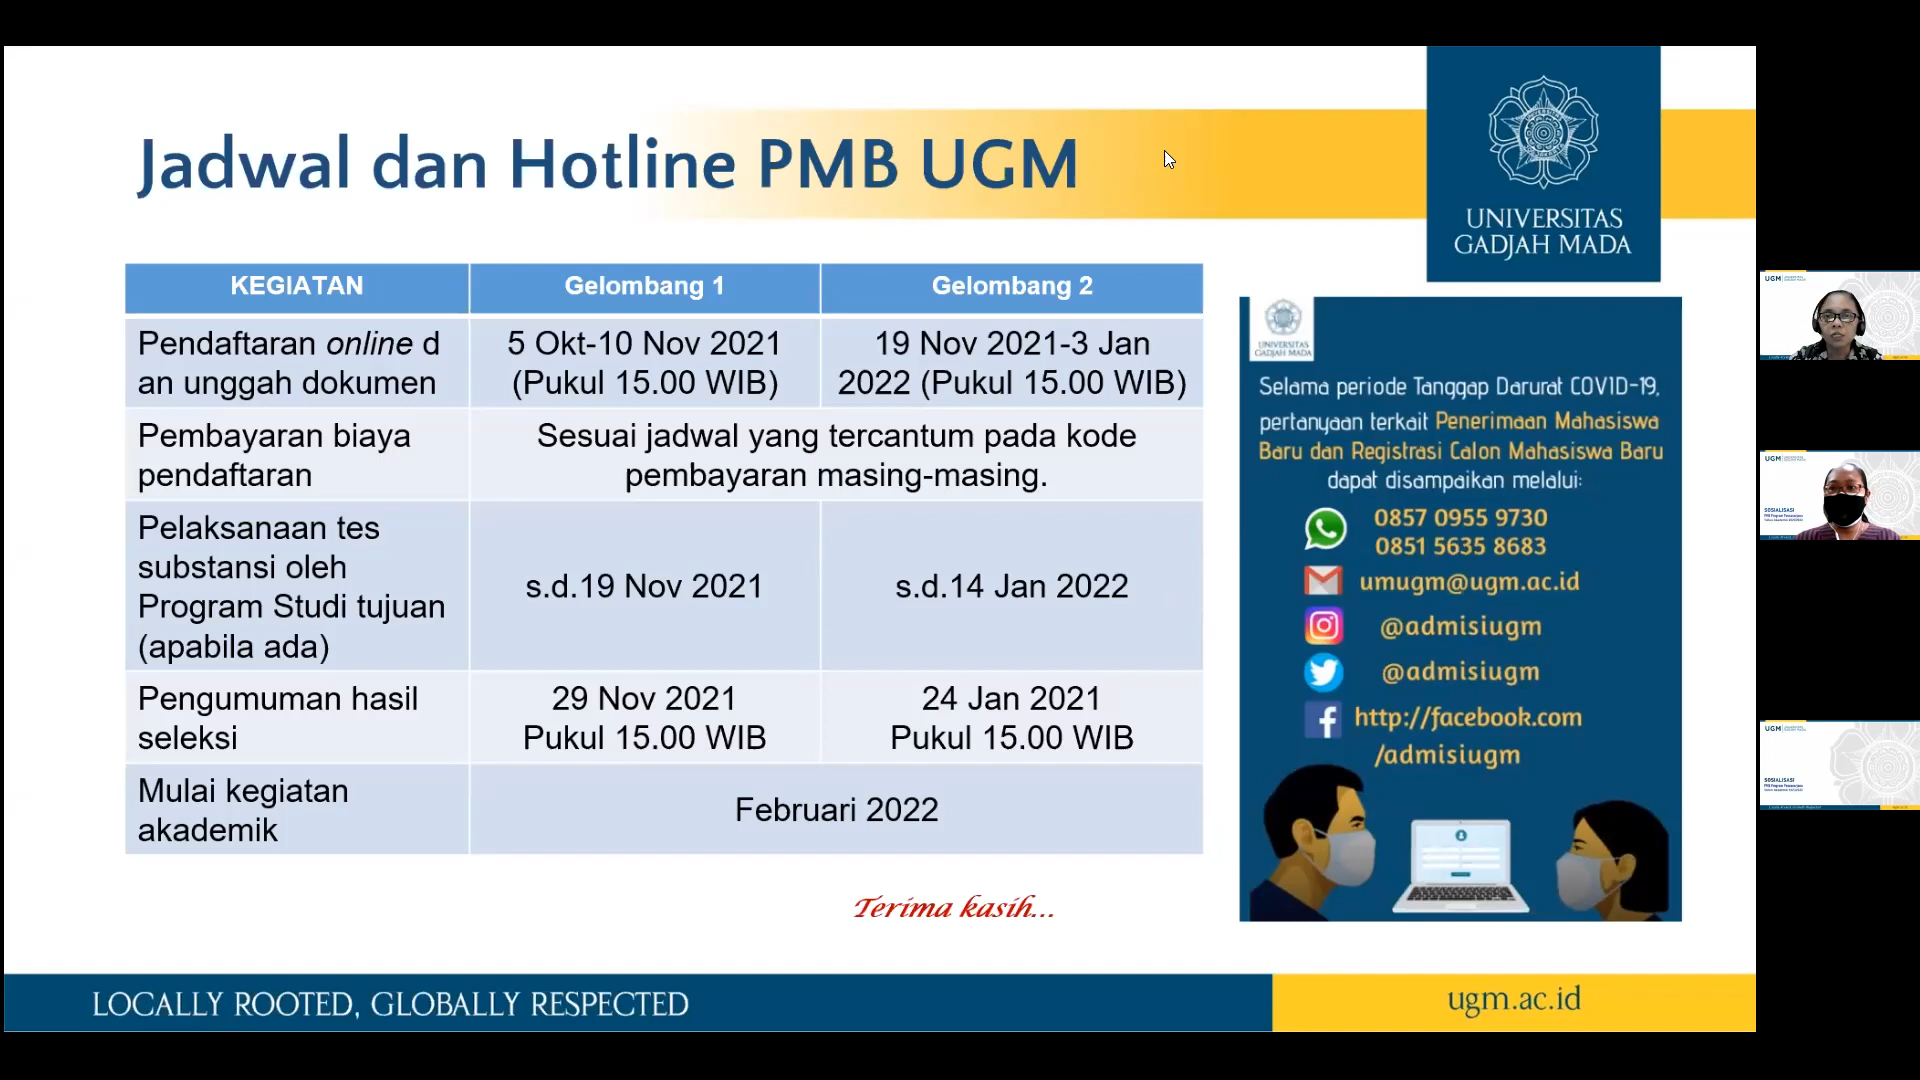 Jadwal dan Hotline PMB UGM
UNIVERSITAS
GADJAH MADA
KEGIATAN
Gelombang 1
Gelombang 2
Pendaftaran online d
an unggah dokumen
5 Okt-10 Nov 2021
(Pukul 15.00 WIB)
19 Nov 2021-3 Jan
2022 (Pukul 15.00 WIB)
Pembayaran biaya
pendaftaran
Sesuai jadwal yang tercantum pada kode
pembayaran masing-masing.
Pelaksanaan tes
substansi oleh
Program Studi tujuan
(apabila ada)
s.d.19 Nov 2021
s.d.14 Jan 2022
Pengumuman hasil
seleksi
29 Nov 2021
Pukul 15.00 WIB
24 Jan 2021
Pukul 15.00 WIB
Mulai kegiatan
akademik
Februari 2022
Terima kasih...
UNIVERSITAS
GADJAH MADA
Selama periode Tanggap Darurat COVID-19,
pertanyaan terkait Penerimaan Mahasiswa
Baru dan Registrasi Calon Mahasiswa Baru
dapat disampaikan melalui:
0857 0955 9730
0851 5635 8683
umugm@ugm.ac.id
@admisiugm
@admisiugm
http://facebook.com
/admisiugm
LOCALLY ROOTED, GLOBALLY RESPECTED
ugm.ac.id
UGM
UGM
SOSIALISASI
UGM
SOSIALISASI